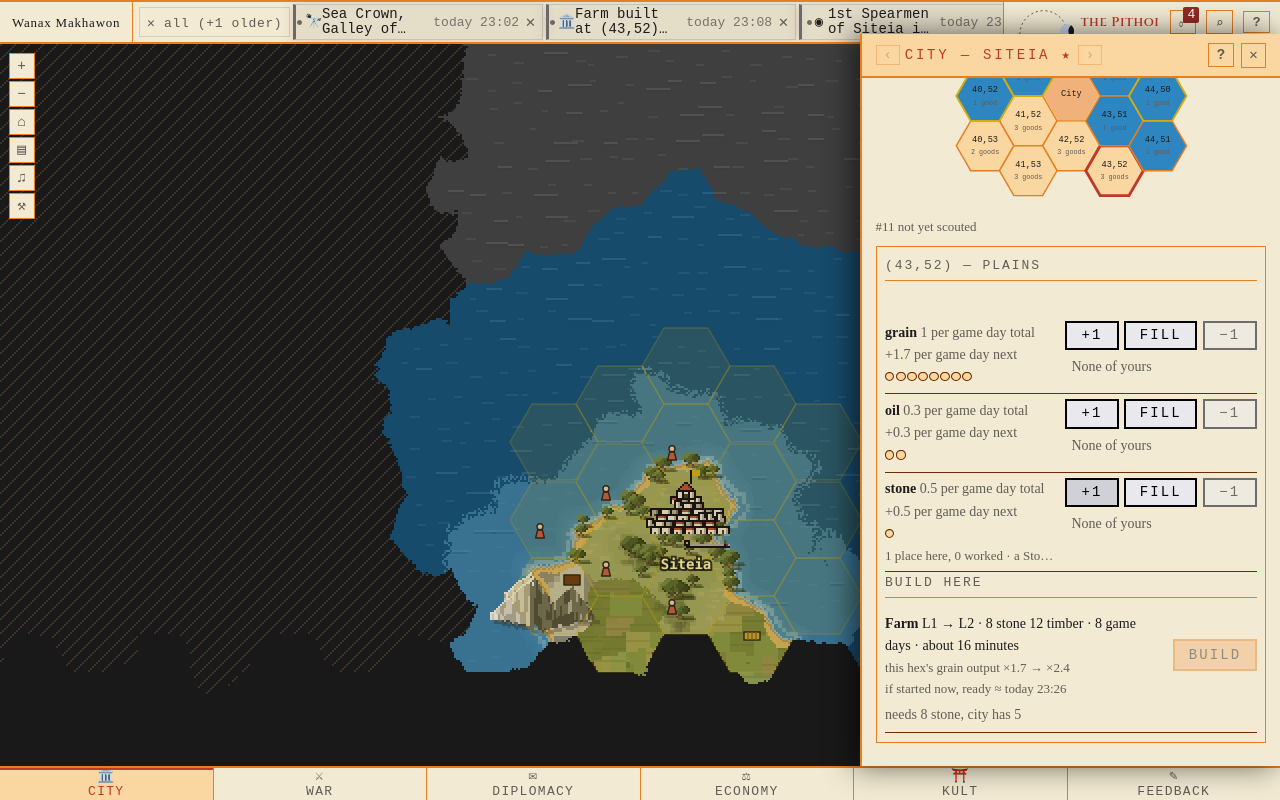 Wanax Makhawon
✕ all (+1 older)
Sea Crown, Galley of…
today 23:02 ✕
Farm built at (43,52)…
today 23:08 ✕
1st Spearmen of Siteia i…
today 23
THE PITHOI
4
?
CITY — SITEIA ★
? ✕
40,52
1 good
City
44,50
1 good
41,52
3 goods
43,51
1 good
40,53
2 goods
42,52
3 goods
44,51
1 good
41,53
3 goods
43,52
3 goods
#11 not yet scouted
(43,52) — PLAINS
grain 1 per game day total
+1.7 per game day next
+1 FILL −1
None of yours
oil 0.3 per game day total
+0.3 per game day next
+1 FILL −1
None of yours
stone 0.5 per game day total
+0.5 per game day next
+1 FILL −1
None of yours
1 place here, 0 worked · a Sto…
BUILD HERE
Farm L1 → L2 · 8 stone 12 timber · 8 game
days · about 16 minutes
this hex's grain output ×1.7 → ×2.4
if started now, ready ≈ today 23:26
BUILD
needs 8 stone, city has 5
Siteia
CITY
WAR
DIPLOMACY
ECONOMY
KULT
FEEDBACK